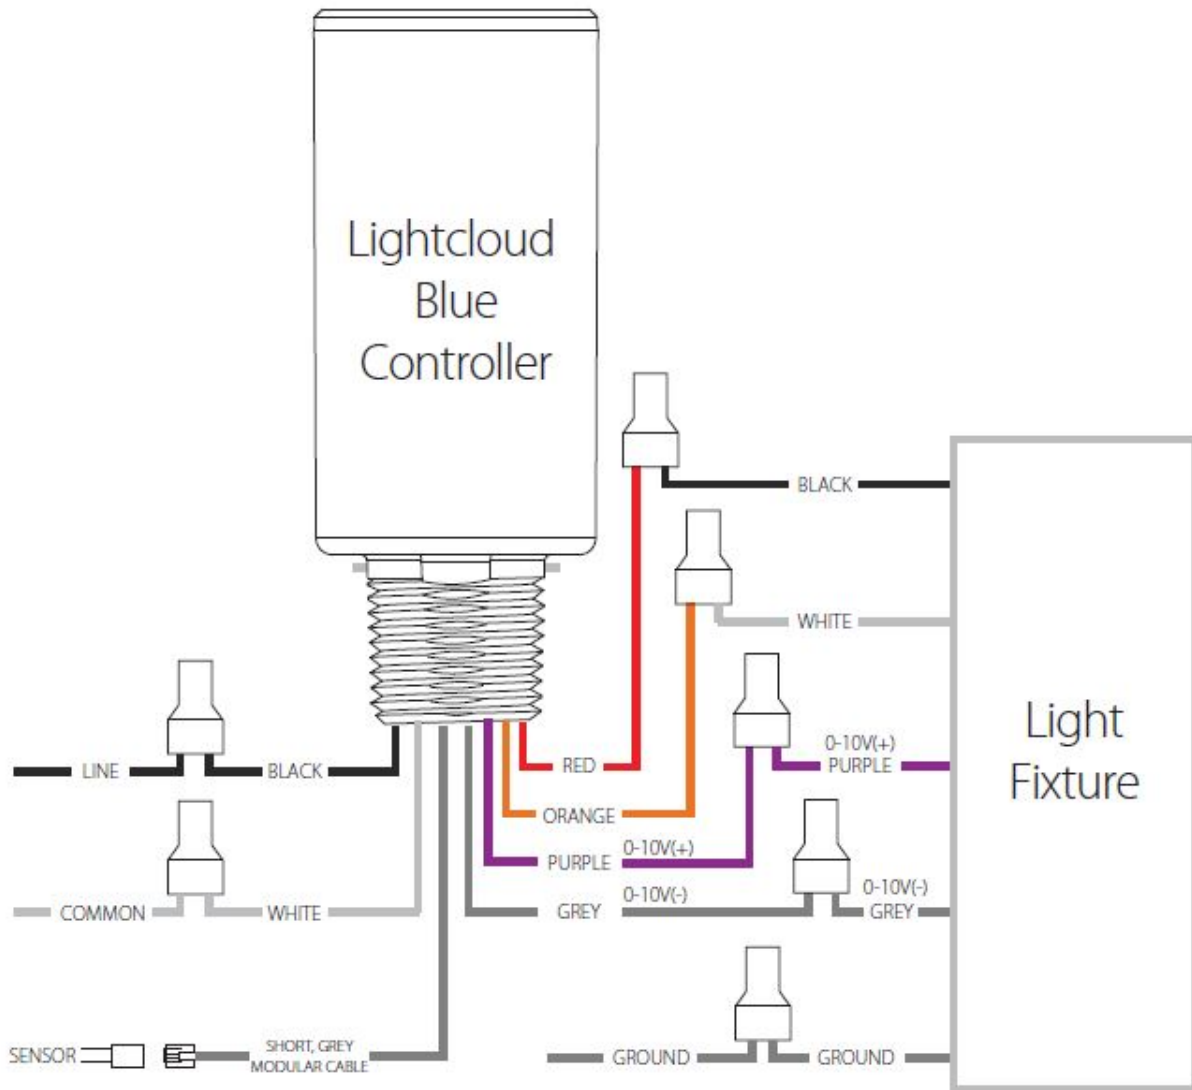 Lightcloud
Blue
Controller
BLACK
WHITE
Light
Fixture
0-10V(+)
PURPLE
LINE
BLACK
RED
ORANGE
PURPLE
0-10V(+)
COMMON
WHITE
GREY
0-10V(-)
0-10V(-)
GREY
SENSOR
SHORT, GREY
MODULAR CABLE
GROUND
GROUND